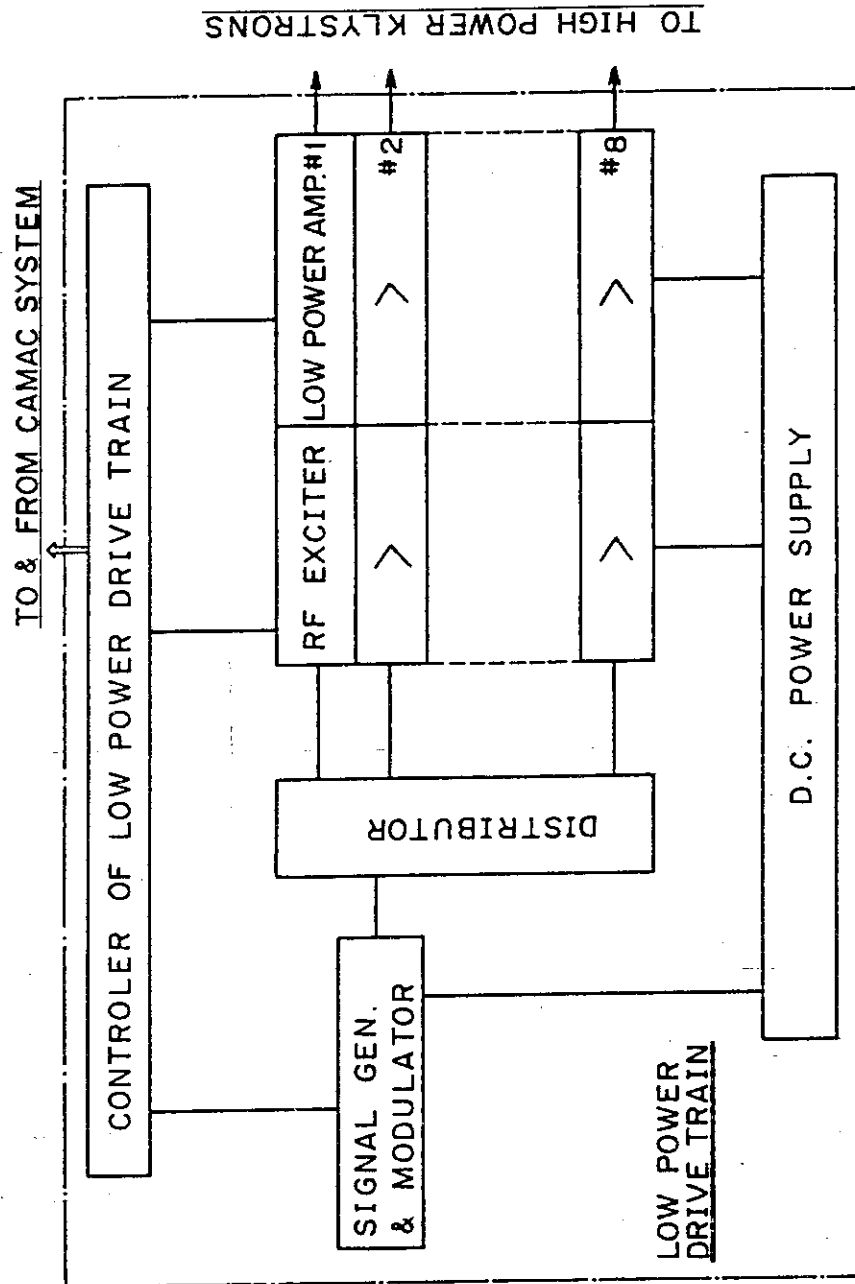 TO & FROM CAMAC SYSTEM
CONTROLER OF LOW POWER DRIVE TRAIN
SIGNAL GEN.
& MODULATOR
DISTRIBUTOR
RF EXCITER
LOW POWER AMP. #1
#2
#8
TO HIGH POWER KLYSTRONS
D.C. POWER SUPPLY
LOW POWER
DRIVE TRAIN